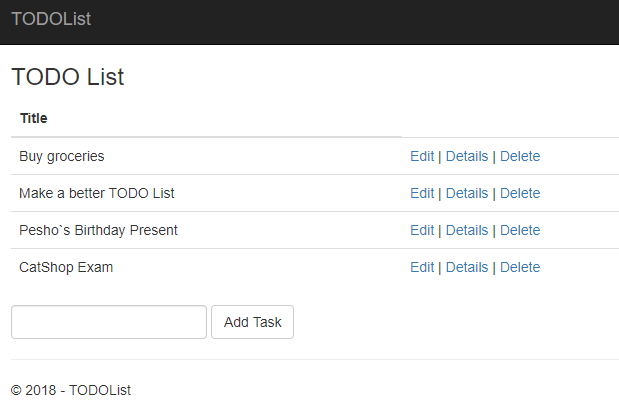 TODOList
TODO List
Title
Buy groceries Edit | Details | Delete
Make a better TODO List Edit | Details | Delete
Pesho`s Birthday Present Edit | Details | Delete
CatShop Exam Edit | Details | Delete
Add Task
© 2018 - TODOList